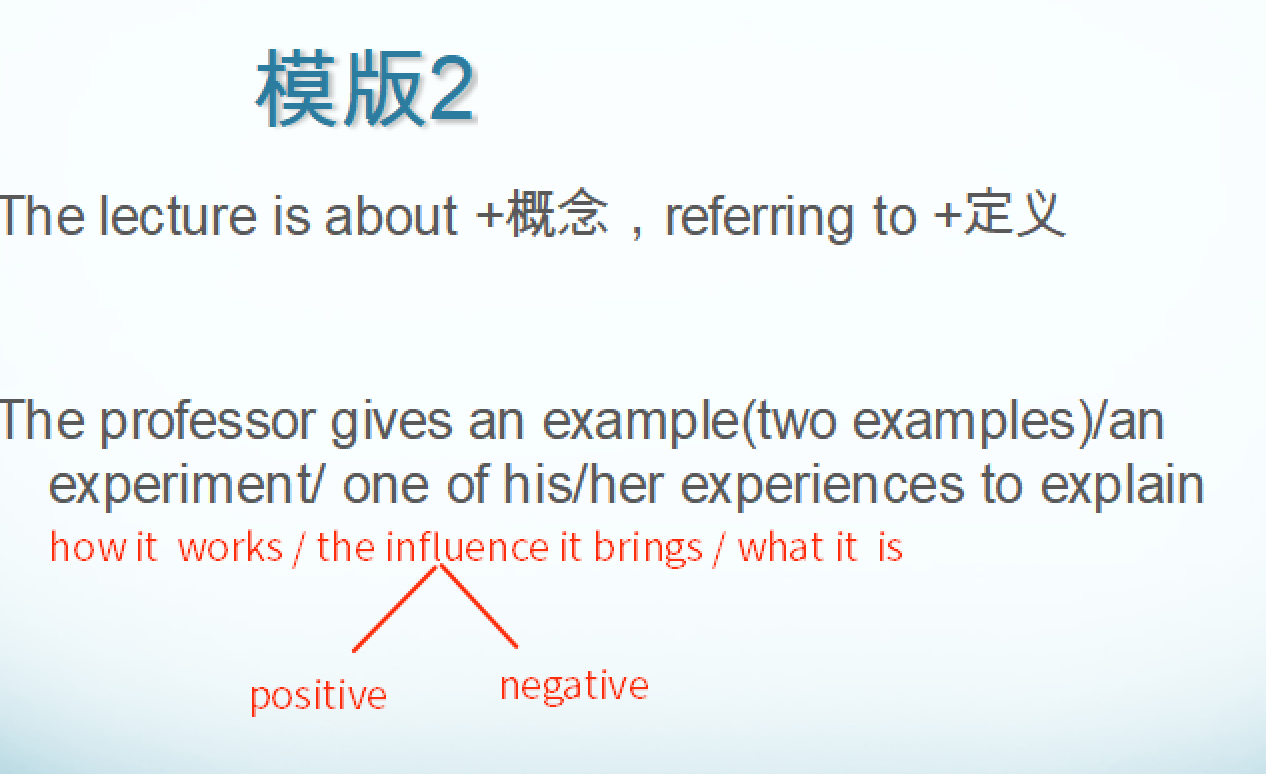 模版2
The lecture is about +概念，referring to +定义
The professor gives an example(two examples)/an
experiment/ one of his/her experiences to explain
how it works / the influence it brings / what it is
positive
negative